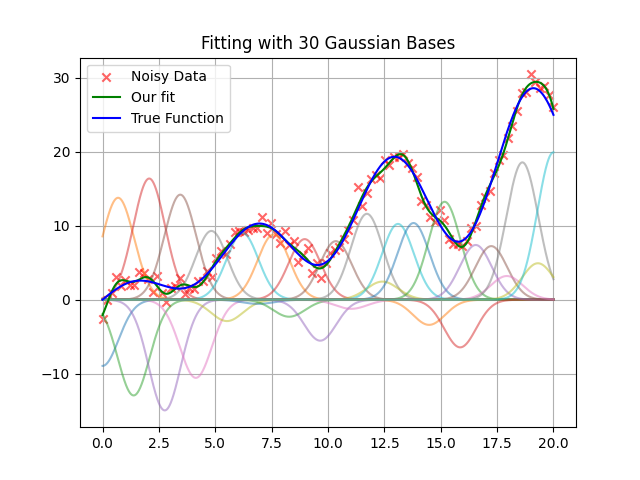 Fitting with 30 Gaussian Bases
Noisy Data
Our fit
True Function
30
20
10
0
−10
0.0 2.5 5.0 7.5 10.0 12.5 15.0 17.5 20.0